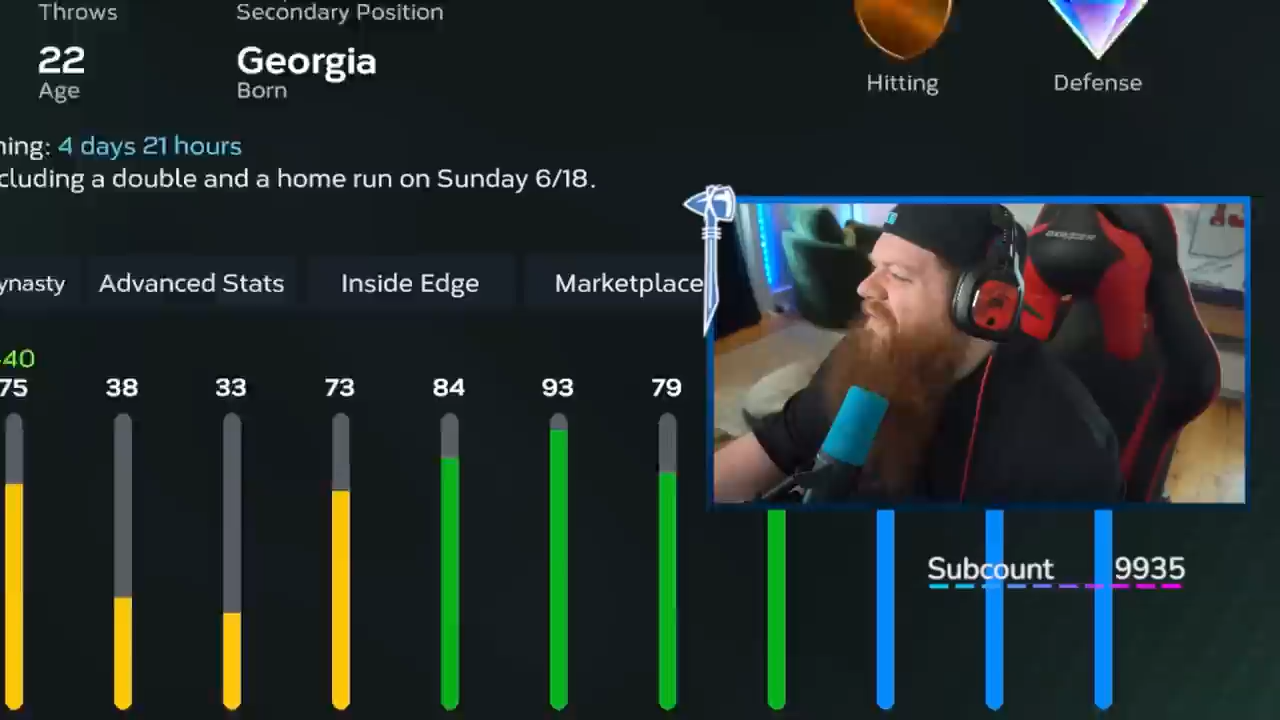 Throws
Secondary Position
22
Georgia
Age
Born
Hitting
Defense
ning: 4 days 21 hours
cluding a double and a home run on Sunday 6/18.
ynasty
Advanced Stats
Inside Edge
Marketplace
40
75
38
33
73
84
93
79
Subcount
9935